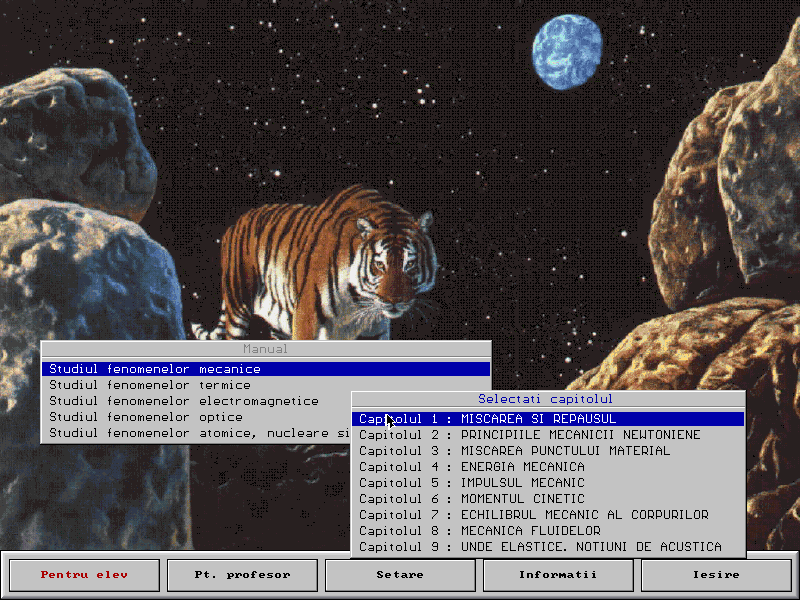 Manual
Studiul fenomenelor mecanice
Studiul fenomenelor termice
Studiul fenomenelor electromagnetice
Studiul fenomenelor optice
Studiul fenomenelor atomice, nucleare si
Selectati capitolul
Capitolul 1 : MISCAREA SI REPAUSUL
Capitolul 2 : PRINCIPIILE MECANICII NEWTONIENE
Capitolul 3 : MISCAREA PUNCTULUI MATERIAL
Capitolul 4 : ENERGIA MECANICA
Capitolul 5 : IMPULSUL MECANIC
Capitolul 6 : MOMENTUL CINETIC
Capitolul 7 : ECHILIBRUL MECANIC AL CORPURILOR
Capitolul 8 : MECANICA FLUIDELOR
Capitolul 9 : UNDE ELASTICE. NOTIUNI DE ACUSTICA
Pentru elev Pt. profesor Setare Informatii Iesire